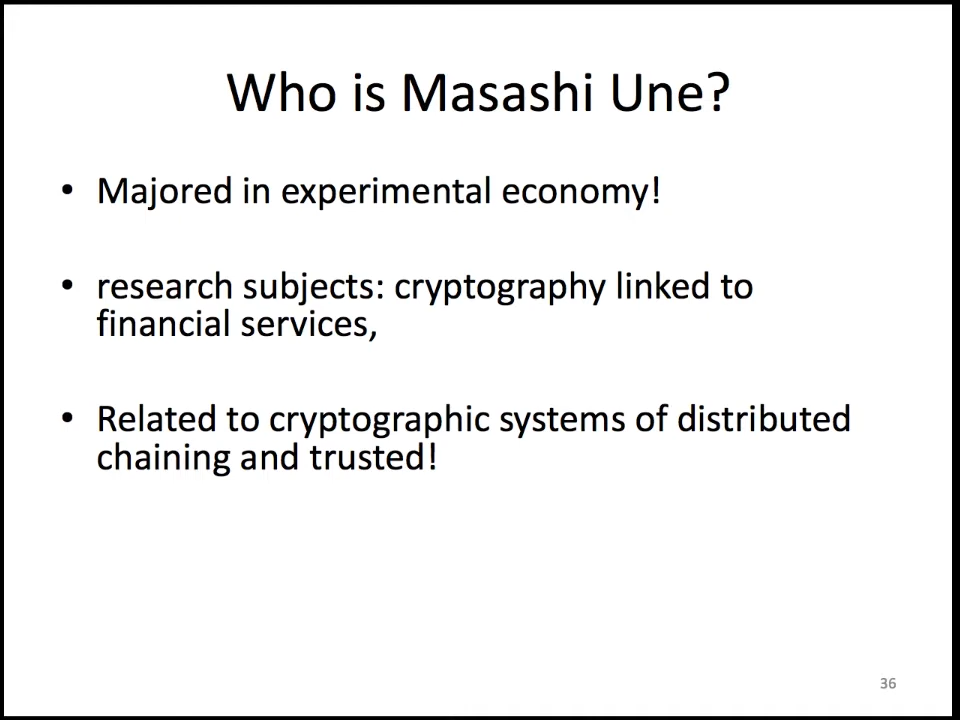 Who is Masashi Une?
• Majored in experimental economy!
• research subjects: cryptography linked to
financial services,
• Related to cryptographic systems of distributed
chaining and trusted!
36